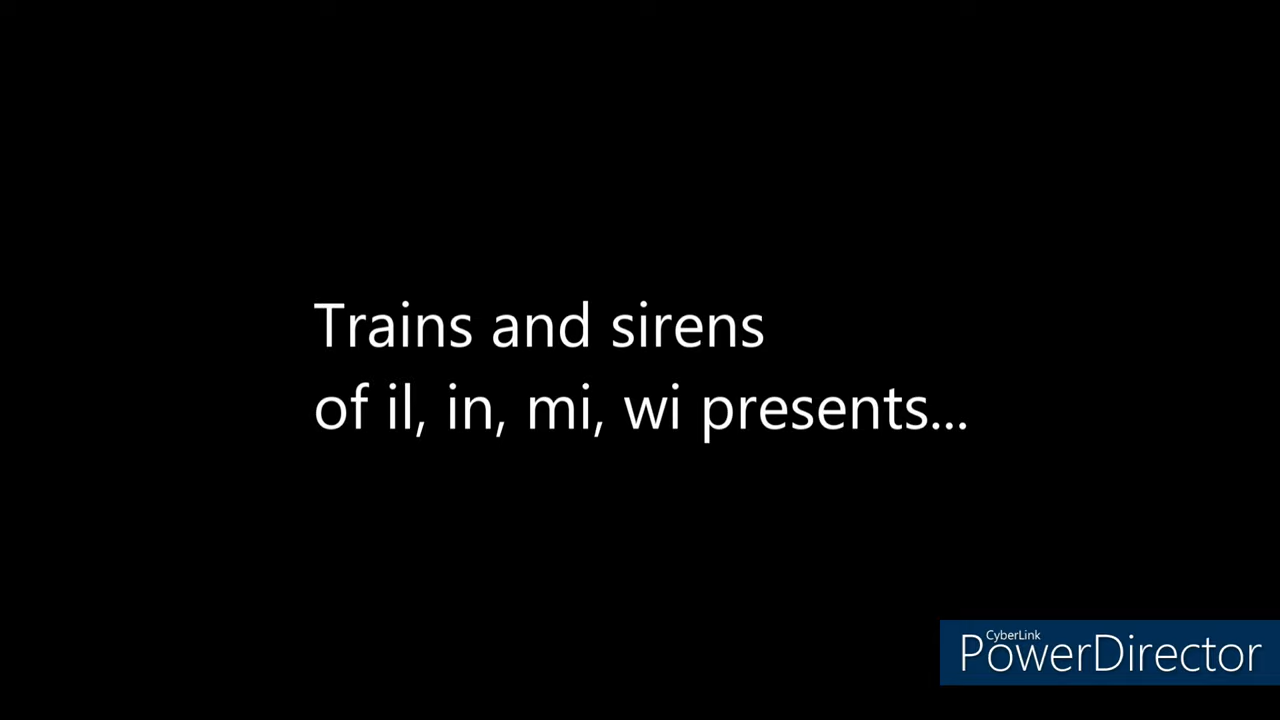 Trains and sirens
of il, in, mi, wi presents...
CyberLink
PowerDirector